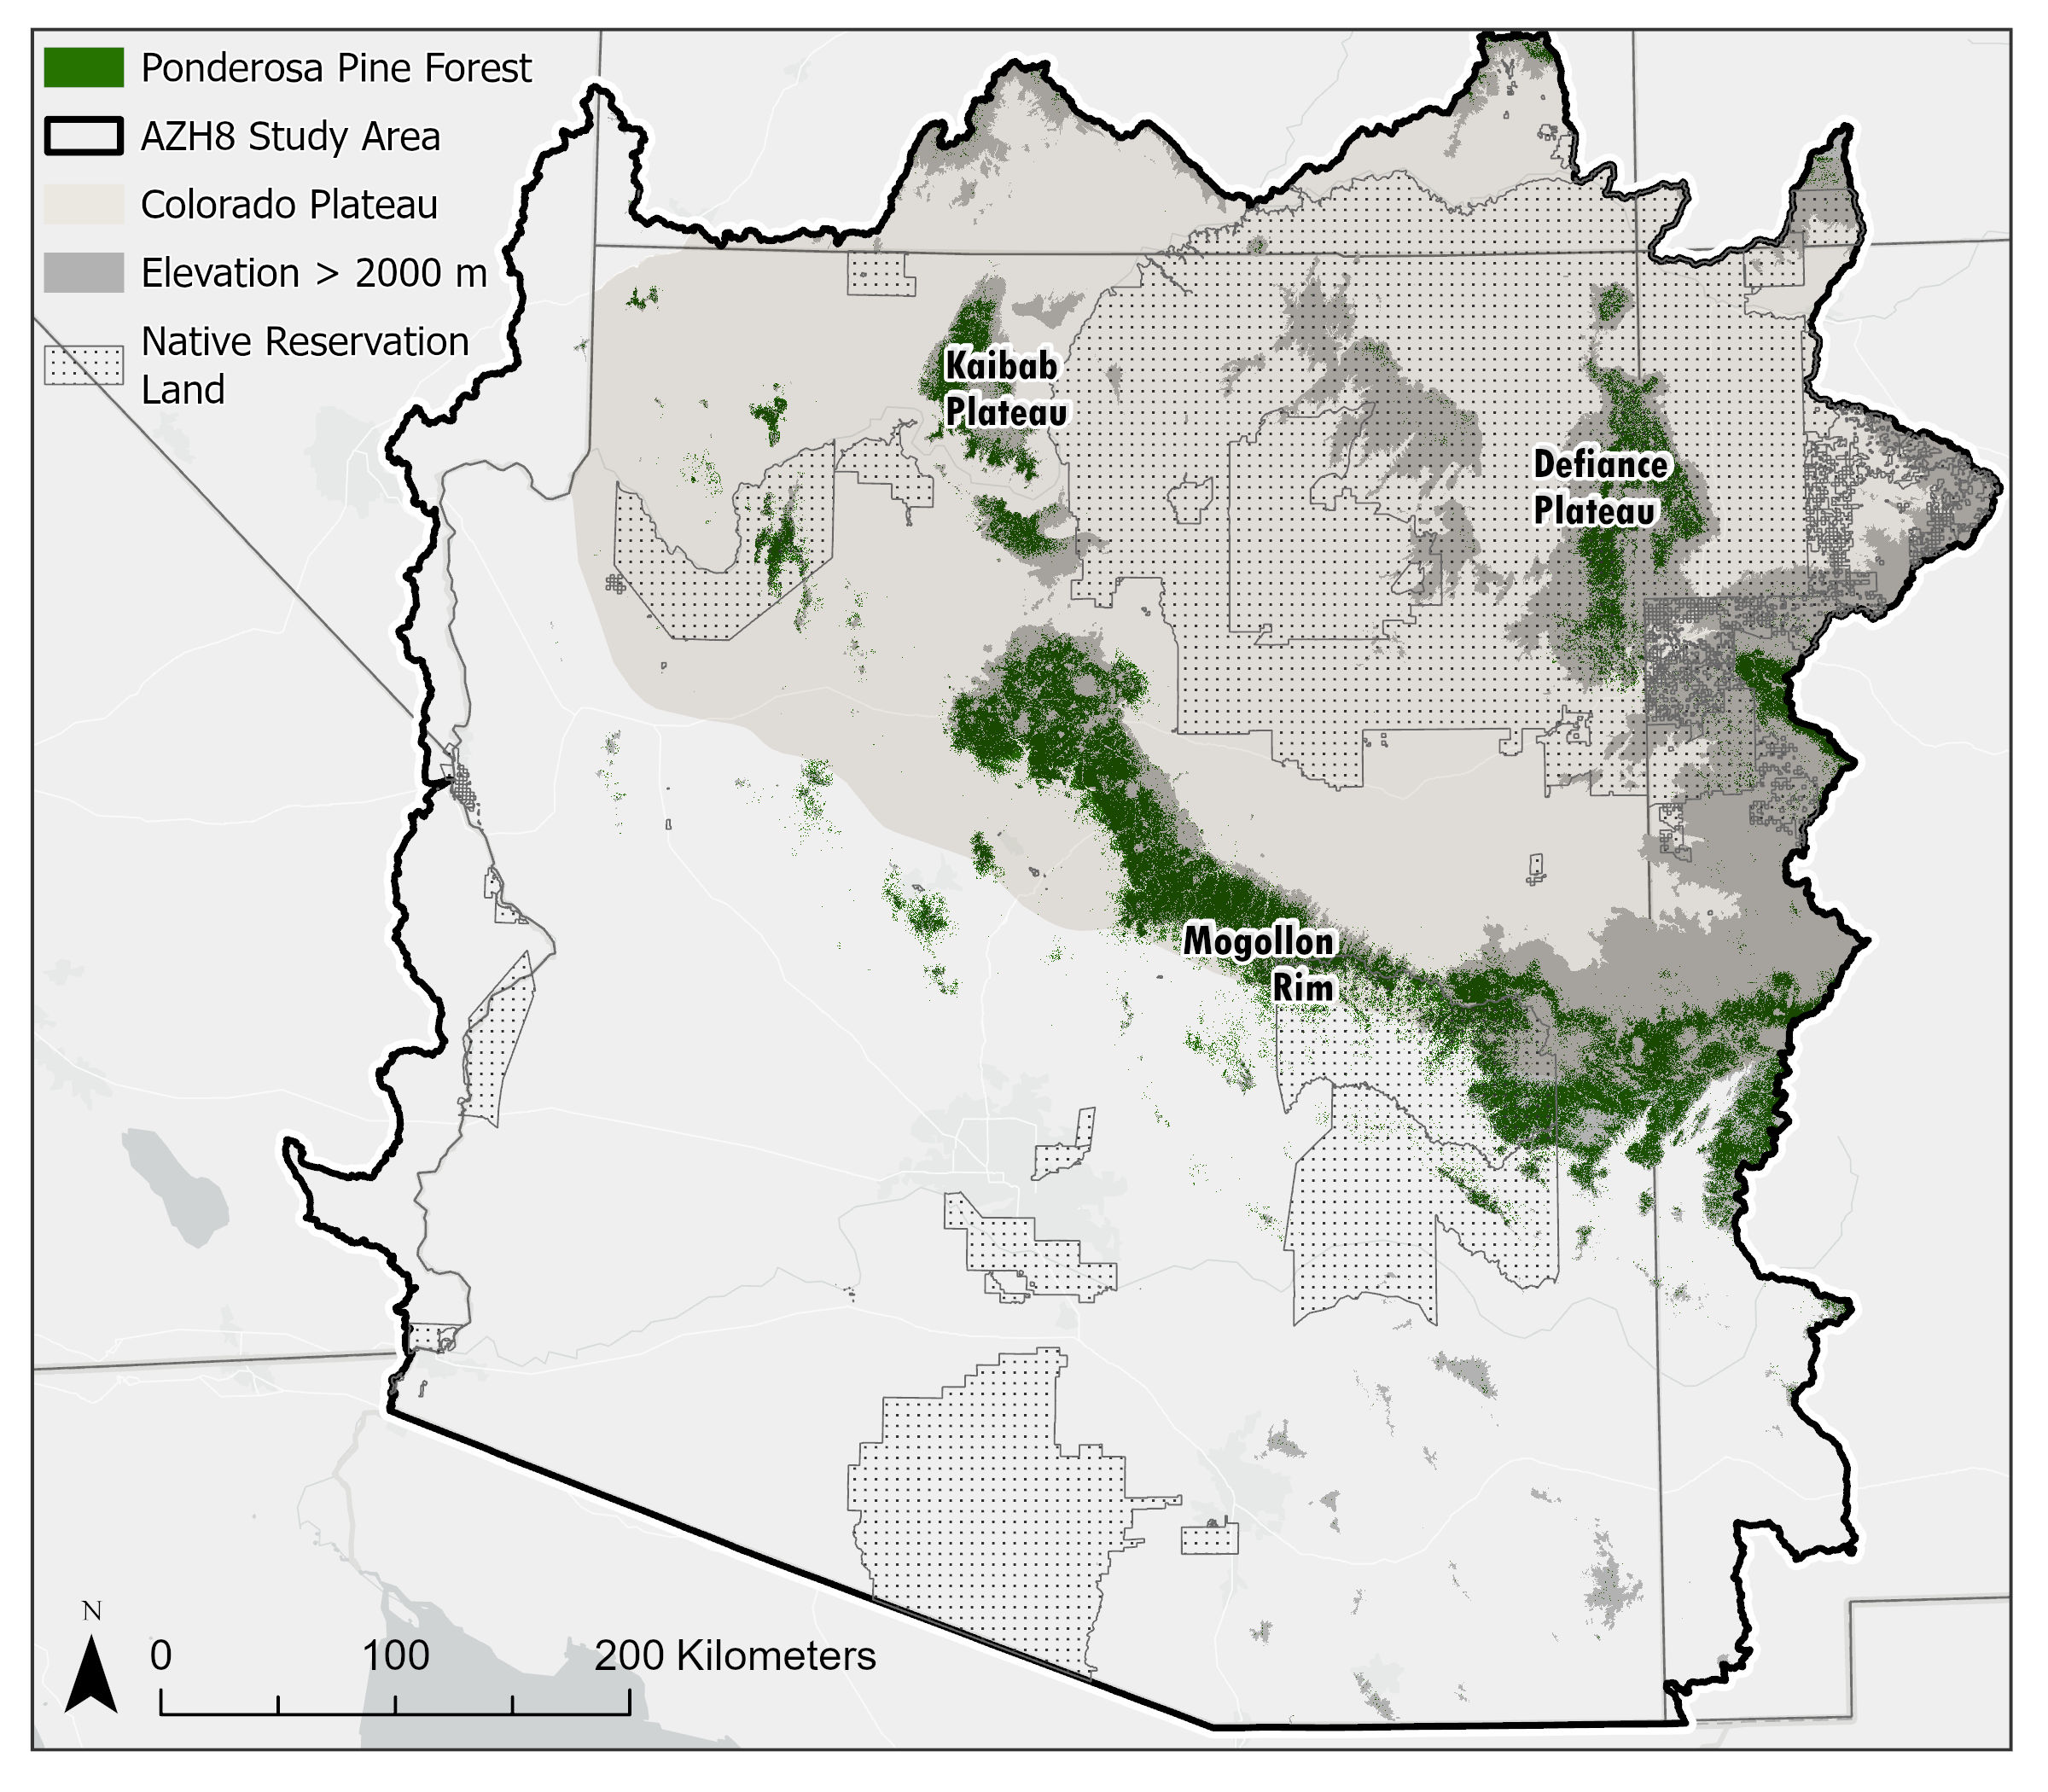 Ponderosa Pine Forest
AZH8 Study Area
Colorado Plateau
Elevation > 2000 m
Native Reservation
Land
Kaibab
Plateau
Defiance
Plateau
Mogollon
Rim
N
0 100 200 Kilometers